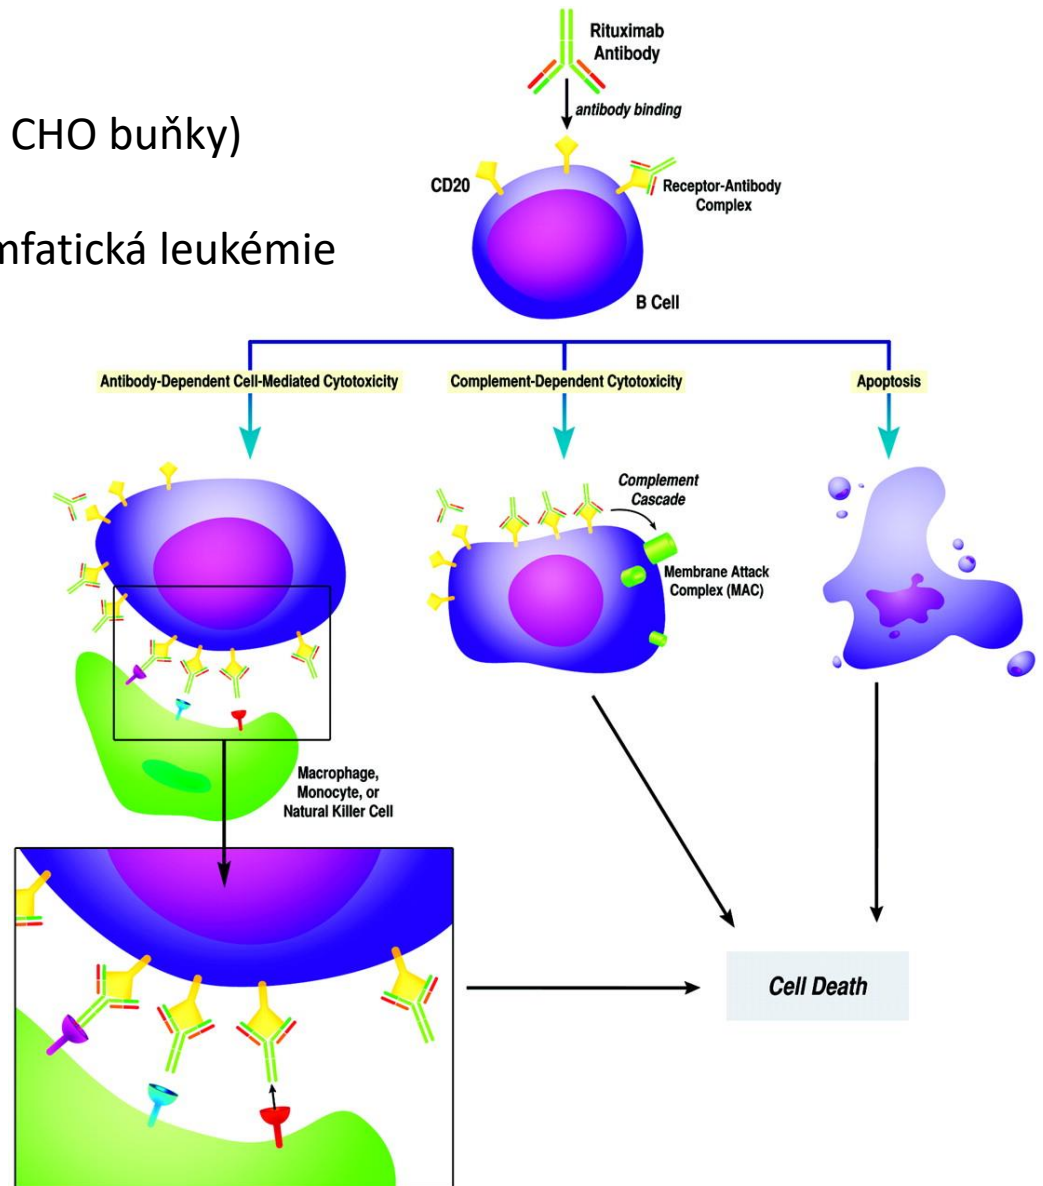 Rituximab
Antibody
antibody binding
CHO buňky)
CD20
Receptor-Antibody
Complex
leukémie
B Cell
Antibody-Dependent Cell-Mediated Cytotoxicity
Complement-Dependent Cytotoxicity
Apoptosis
Complement
Cascade
Membrane Attack
Complex (MAC)
Macrophage,
Monocyte, or
Natural Killer Cell
Cell Death